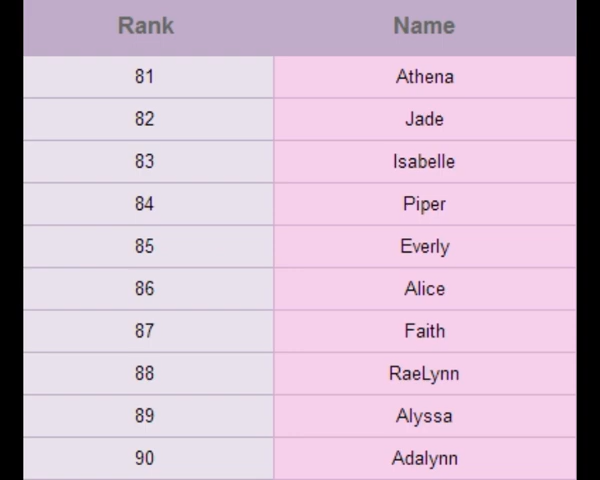 Rank Name
81 Athena
82 Jade
83 Isabelle
84 Piper
85 Everly
86 Alice
87 Faith
88 RaeLynn
89 Alyssa
90 Adalynn